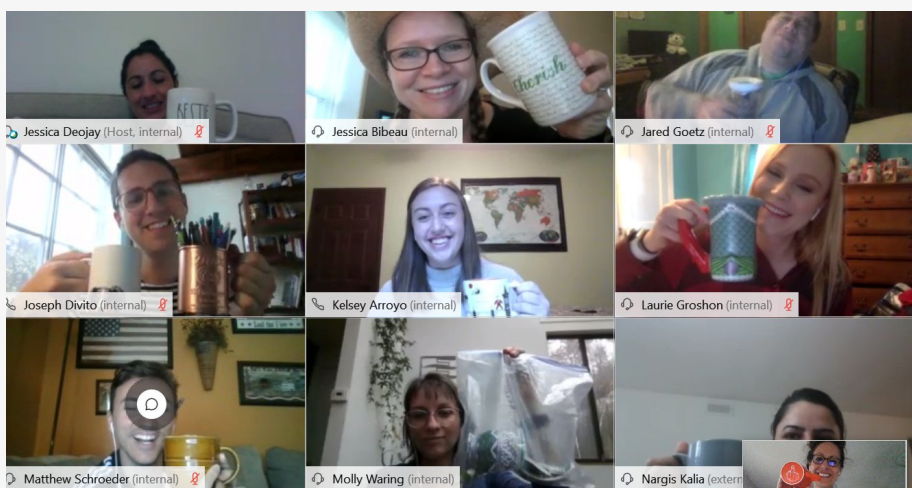 BESTIE
Jessica Deojay (Host, internal)
Cherish
Jessica Bibeau (internal)
Jared Goetz (internal)
Joseph Divito (internal)
Kelsey Arroyo (internal)
Laurie Groshon (internal)
Matthew Schroeder (internal)
Molly Waring (internal)
Nargis Kalia (extern